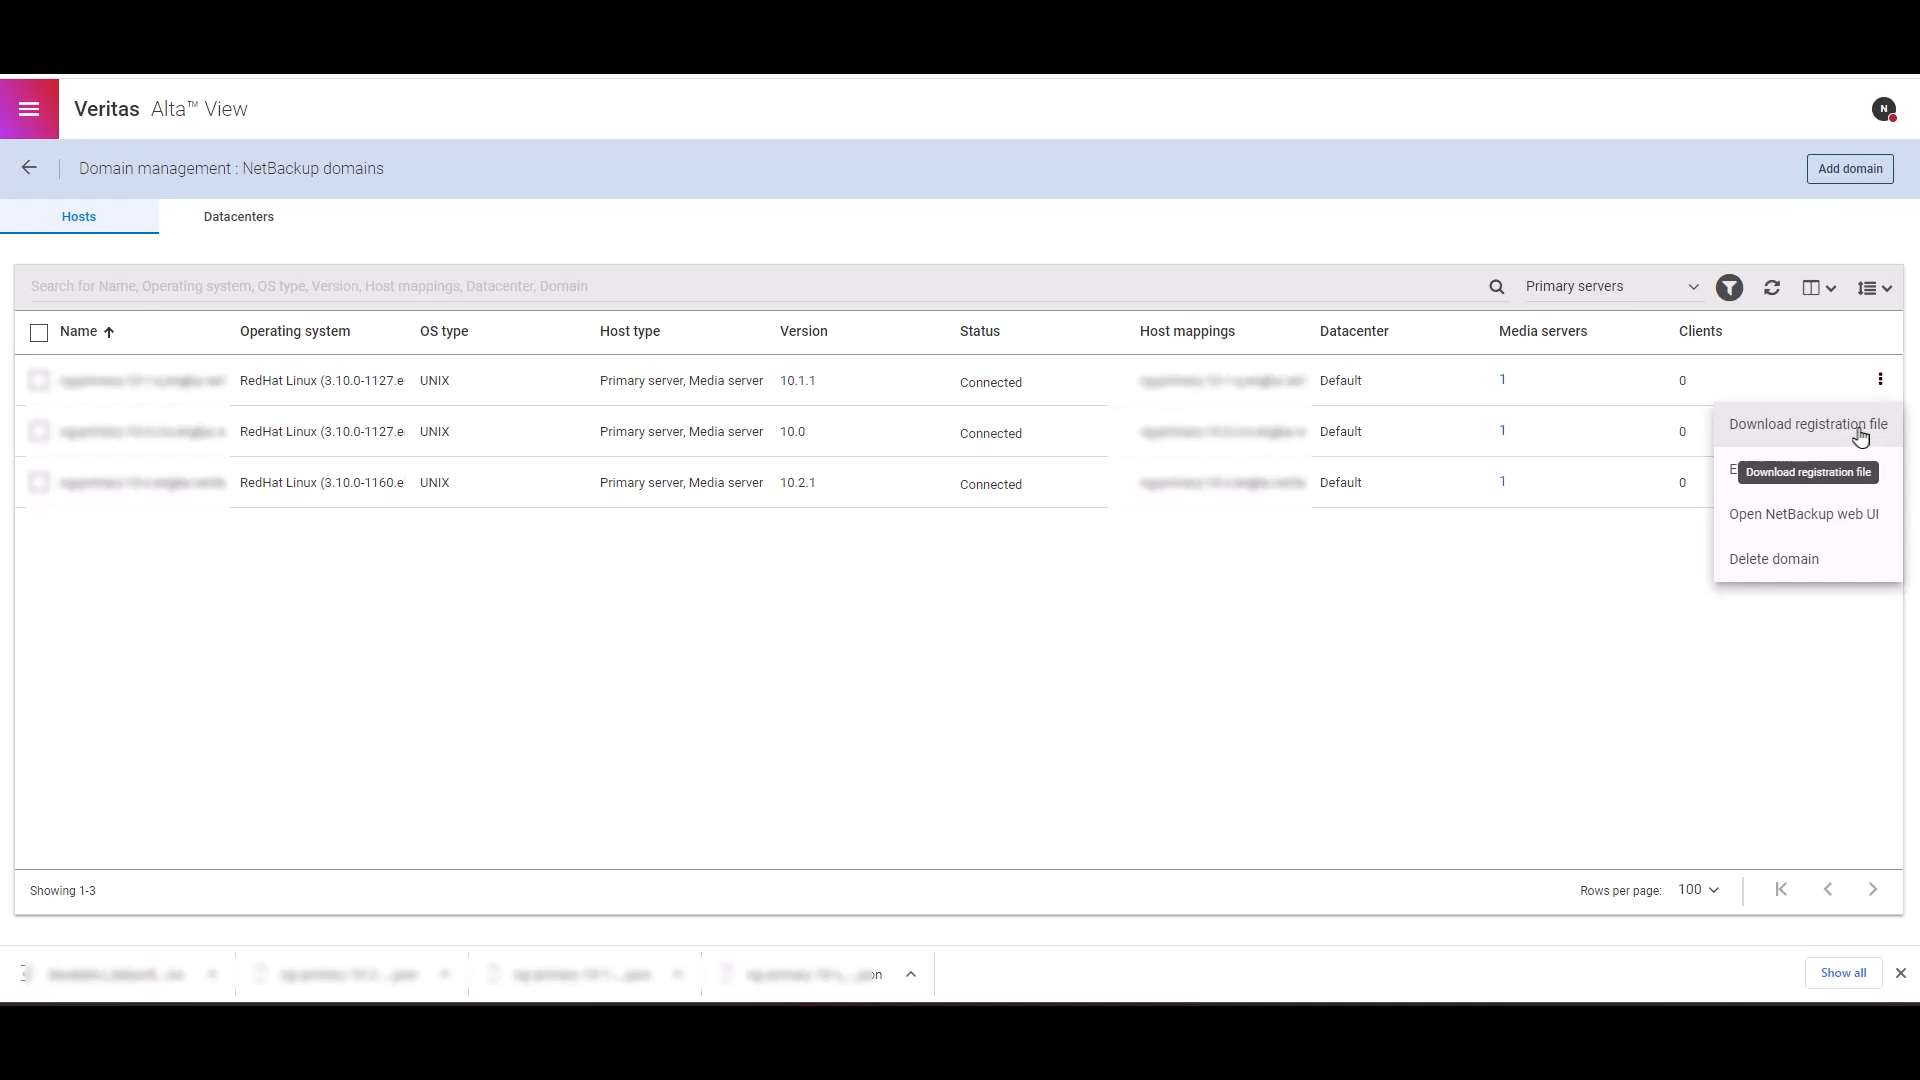 Veritas Alta™ View
N
Domain management : NetBackup domains
Add domain
Hosts
Datacenters
Search for Name, Operating system, OS type, Version, Host mappings, Datacenter, Domain
Primary servers
Name Operating system OS type Host type Version Status Host mappings Datacenter Media servers Clients
RedHat Linux (3.10.0-1127.e UNIX Primary server, Media server 10.1.1 Connected Default 1 0
RedHat Linux (3.10.0-1127.e UNIX Primary server, Media server 10.0 Connected Default 1 0
RedHat Linux (3.10.0-1160.e UNIX Primary server, Media server 10.2.1 Connected Default 1 0
Download registration file
E
Download registration file
Open NetBackup web UI
Delete domain
Showing 1-3
Rows per page: 100
on
Show all